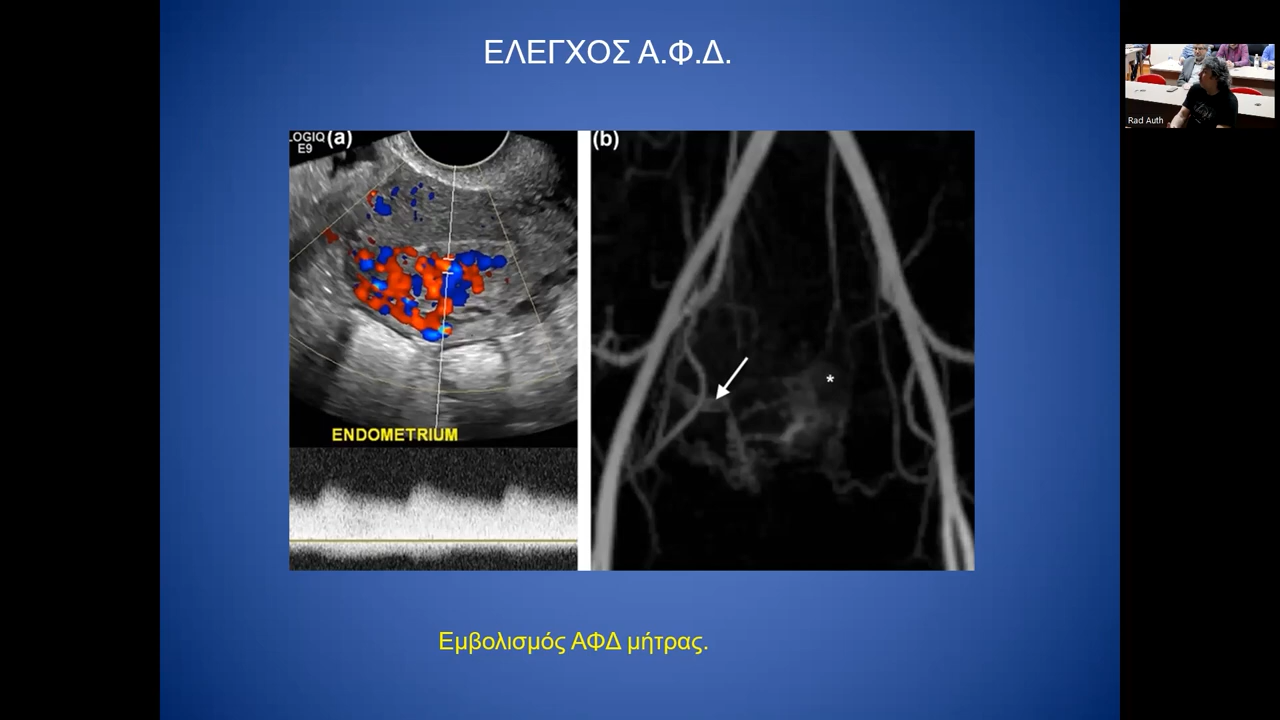 ΕΛΕΓΧΟΣ Α.Φ.Δ.
LOGIQ (a)
E9
(b)
*
ENDOMETRIUM
Εμβολισμός ΑΦΔ μήτρας.
Rad Auth